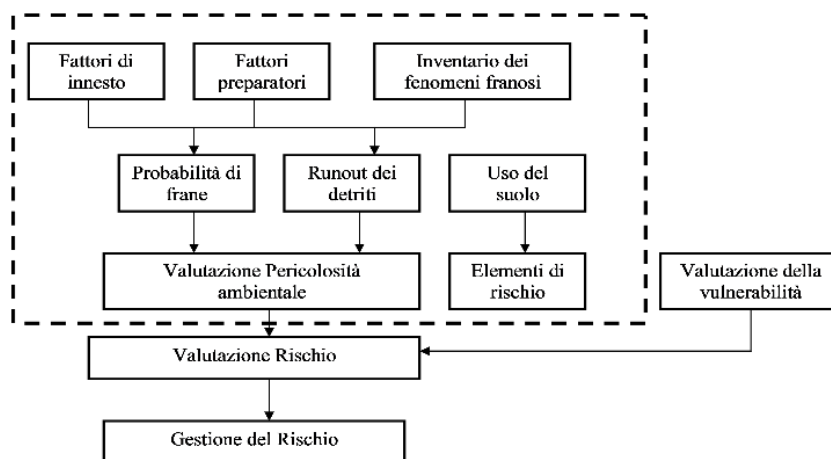 Fattori di
innesto
Fattori
preparatori
Inventario dei
fenomeni franosi
Probabilità di
frane
Runout dei
detriti
Uso del
suolo
Valutazione Pericolosità
ambientale
Elementi di
rischio
Valutazione della
vulnerabilità
Valutazione Rischio
Gestione del Rischio